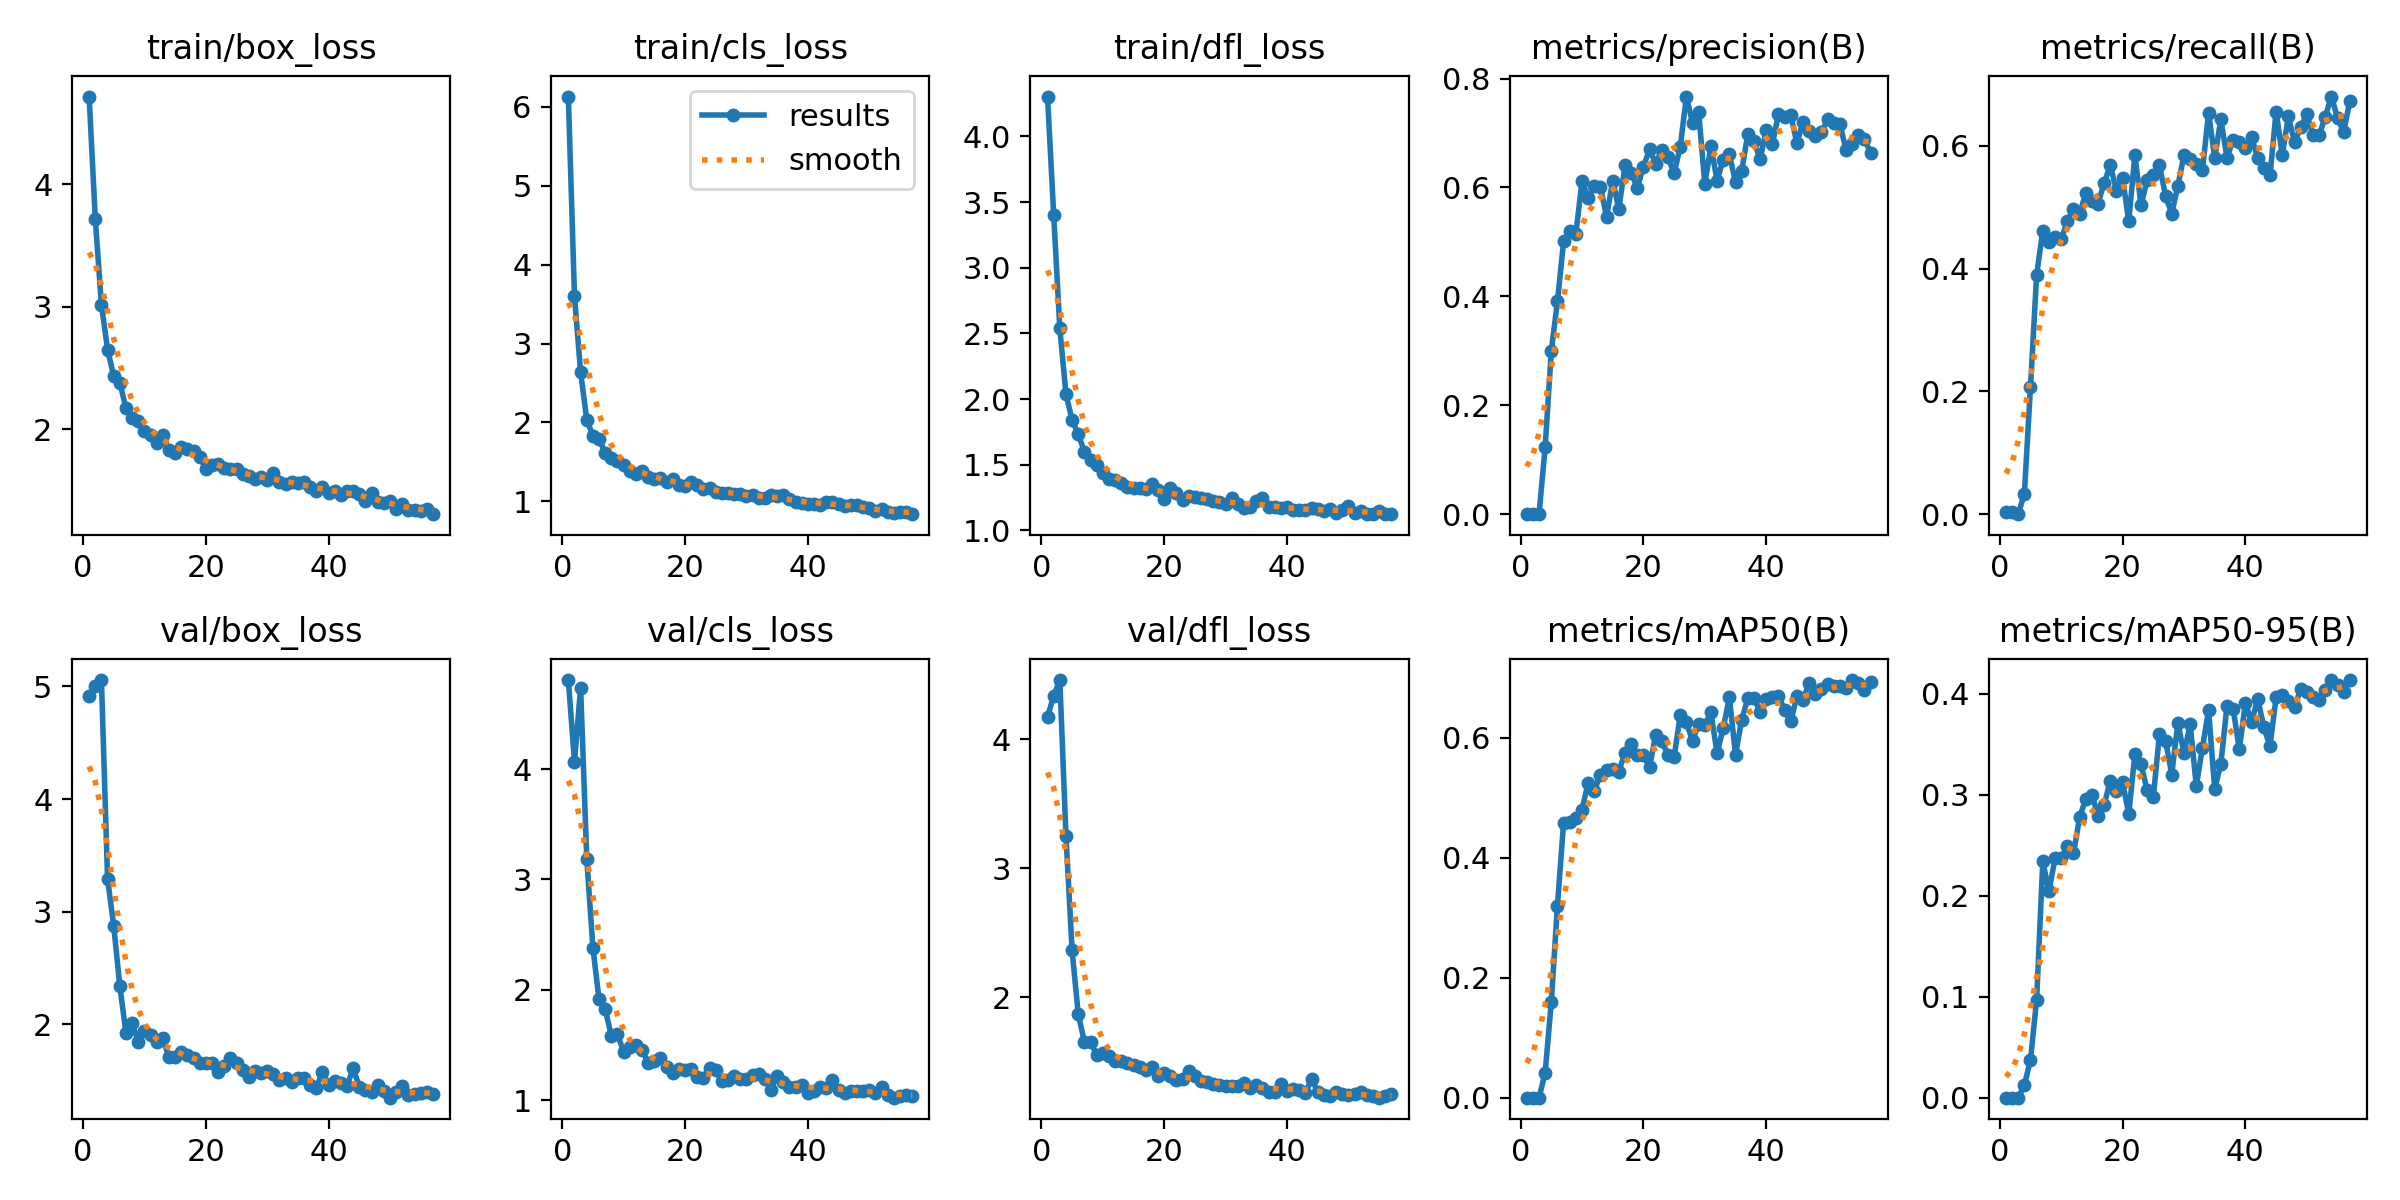 train/box_loss
4
3
2
0 20 40
train/cls_loss
results
smooth
6
5
4
3
2
1
0 20 40
train/dfl_loss
4.0
3.5
3.0
2.5
2.0
1.5
1.0
0 20 40
metrics/precision(B)
0.8
0.6
0.4
0.2
0.0
0 20 40
metrics/recall(B)
0.6
0.4
0.2
0.0
0 20 40
val/box_loss
5
4
3
2
0 20 40
val/cls_loss
4
3
2
1
0 20 40
val/dfl_loss
4
3
2
0 20 40
metrics/mAP50(B)
0.6
0.4
0.2
0.0
0 20 40
metrics/mAP50-95(B)
0.4
0.3
0.2
0.1
0.0
0 20 40